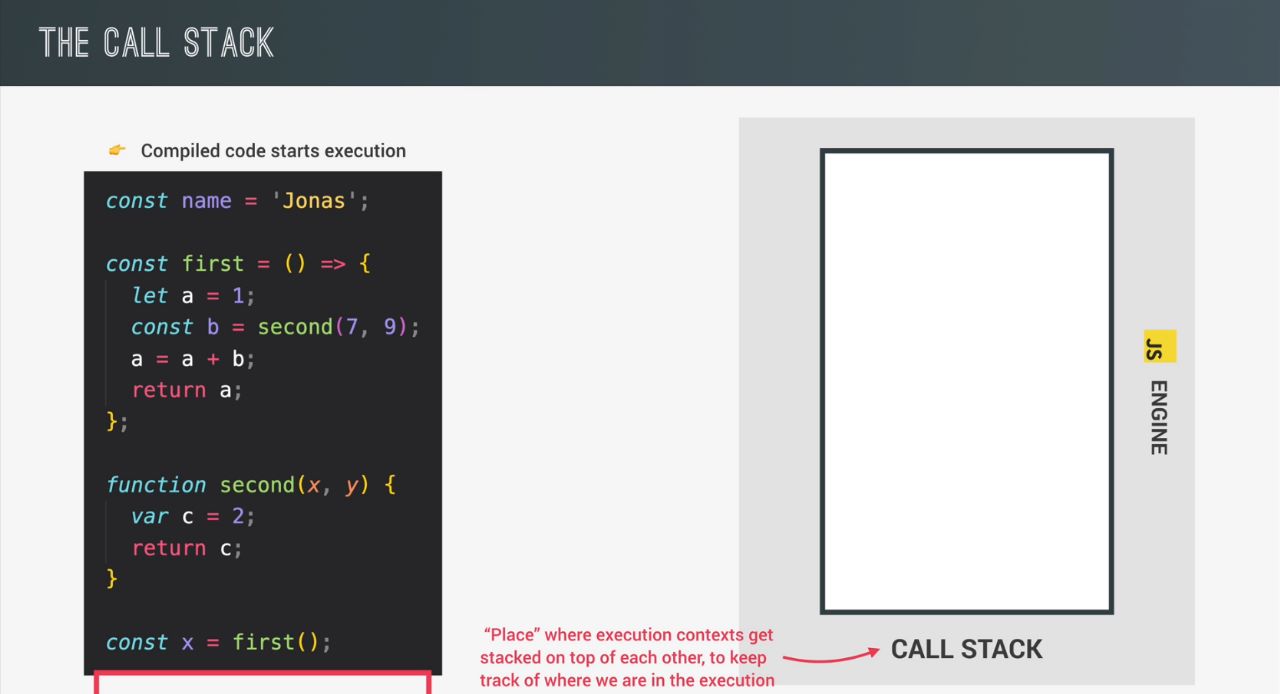 THE CALL STACK
Compiled code starts execution
const name = 'Jonas';
const first = () => {
let a = 1;
const b = second(7, 9);
a = a + b;
return a;
};
function second(x, y) {
var c = 2;
return c;
}
const x = first();
“Place” where execution contexts get
stacked on top of each other, to keep
track of where we are in the execution
CALL STACK
JS ENGINE